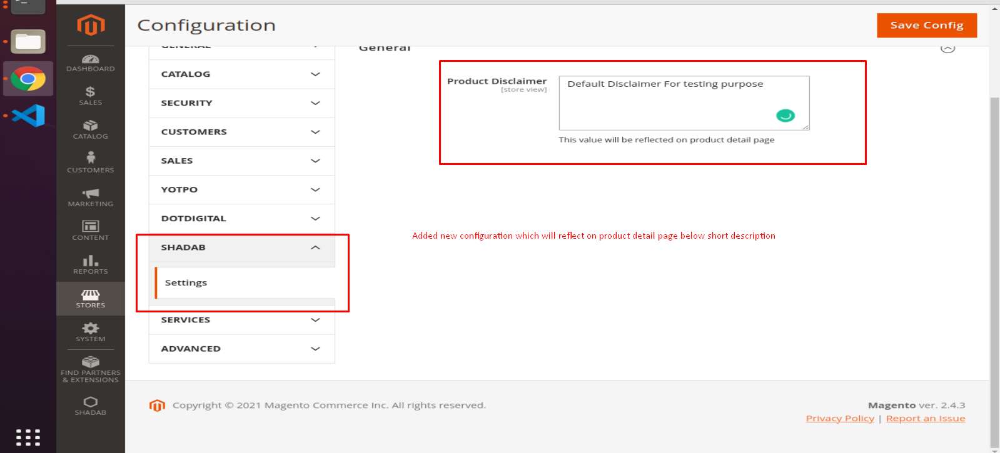 Configuration
Save Config
DASHBOARD
SALES
CATALOG
CUSTOMERS
MARKETING
CONTENT
REPORTS
STORES
SYSTEM
FIND PARTNERS
& EXTENSIONS
SHADAB
GENERAL
CATALOG
SECURITY
CUSTOMERS
SALES
YOTPO
DOTDIGITAL
SHADAB
Settings
SERVICES
ADVANCED
General
Product Disclaimer
[store view]
Default Disclaimer For testing purpose
This value will be reflected on product detail page
Added new configuration which will reflect on product detail page below short description
Copyright © 2021 Magento Commerce Inc. All rights reserved.
Magento ver. 2.4.3
Privacy Policy | Report an Issue